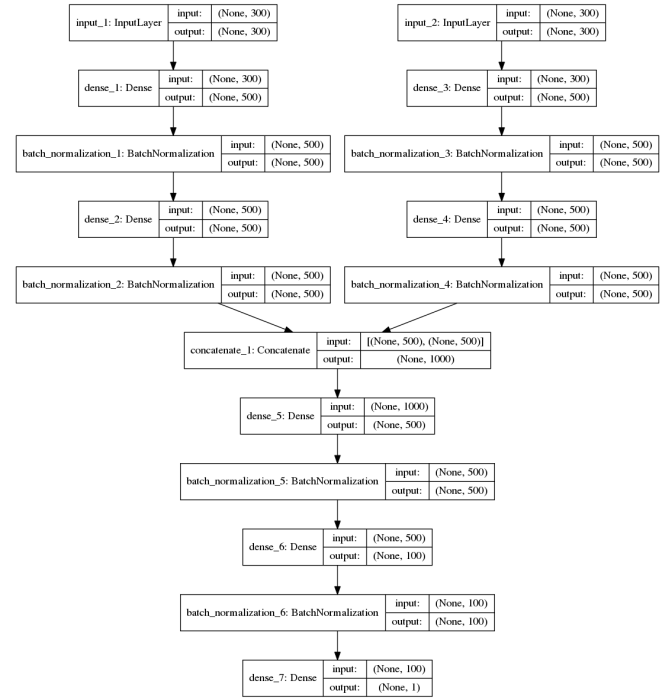 input_1: InputLayer input: (None, 300) output: (None, 300)
input_2: InputLayer input: (None, 300) output: (None, 300)
dense_1: Dense input: (None, 300) output: (None, 500)
dense_3: Dense input: (None, 300) output: (None, 500)
batch_normalization_1: BatchNormalization input: (None, 500) output: (None, 500)
batch_normalization_3: BatchNormalization input: (None, 500) output: (None, 500)
dense_2: Dense input: (None, 500) output: (None, 500)
dense_4: Dense input: (None, 500) output: (None, 500)
batch_normalization_2: BatchNormalization input: (None, 500) output: (None, 500)
batch_normalization_4: BatchNormalization input: (None, 500) output: (None, 500)
concatenate_1: Concatenate input: [(None, 500), (None, 500)] output: (None, 1000)
dense_5: Dense input: (None, 1000) output: (None, 500)
batch_normalization_5: BatchNormalization input: (None, 500) output: (None, 500)
dense_6: Dense input: (None, 500) output: (None, 100)
batch_normalization_6: BatchNormalization input: (None, 100) output: (None, 100)
dense_7: Dense input: (None, 100) output: (None, 1)